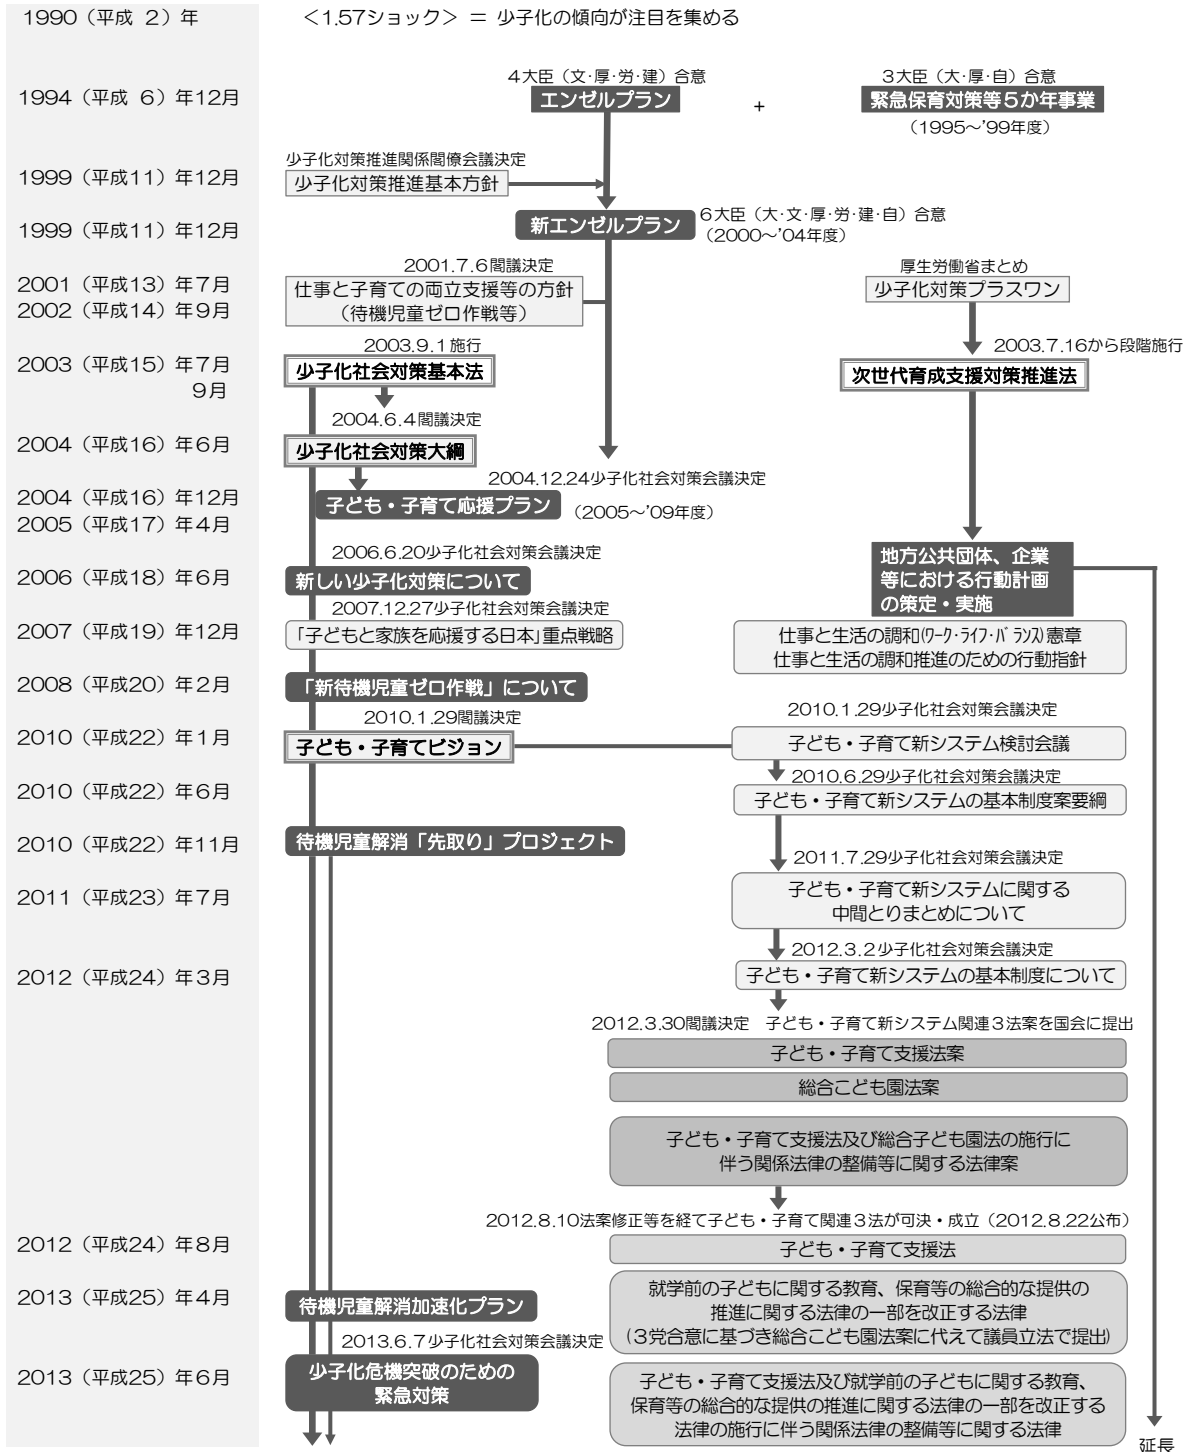 1990（平成 2）年
＜1.57ショック＞ ＝ 少子化の傾向が注目を集める
4大臣（文・厚・労・建）合意
3大臣（大・厚・自）合意
1994（平成 6）年12月
エンゼルプラン
+
緊急保育対策等5か年事業
（1995～'99年度）
少子化対策推進関係閣僚会議決定
1999（平成11）年12月
少子化対策推進基本方針
1999（平成11）年12月
新エンゼルプラン
6大臣（大・文・厚・労・建・自）合意
（2000～'04年度）
2001.7.6閣議決定
厚生労働省まとめ
2001（平成13）年7月
仕事と子育ての両立支援等の方針
少子化対策プラスワン
2002（平成14）年9月
（待機児童ゼロ作戦等）
2003.9.1施行
2003.7.16から段階施行
2003（平成15）年7月
少子化社会対策基本法
次世代育成支援対策推進法
9月
2004.6.4閣議決定
2004（平成16）年6月
少子化社会対策大綱
2004.12.24少子化社会対策会議決定
2004（平成16）年12月
子ども・子育て応援プラン
（2005～'09年度）
2005（平成17）年4月
2006.6.20少子化社会対策会議決定
地方公共団体、企業
等における行動計画
の策定・実施
2006（平成18）年6月
新しい少子化対策について
2007.12.27少子化社会対策会議決定
2007（平成19）年12月
「子どもと家族を応援する日本」重点戦略
仕事と生活の調和(ﾜｰｸ・ﾗｲﾌ・ﾊﾞﾗﾝｽ)憲章
仕事と生活の調和推進のための行動指針
2008（平成20）年2月
「新待機児童ゼロ作戦」について
2010.1.29閣議決定
2010.1.29少子化社会対策会議決定
2010（平成22）年1月
子ども・子育てビジョン
子ども・子育て新システム検討会議
2010.6.29少子化社会対策会議決定
2010（平成22）年6月
子ども・子育て新システムの基本制度案要綱
2010（平成22）年11月
待機児童解消「先取り」プロジェクト
2011.7.29少子化社会対策会議決定
2011（平成23）年7月
子ども・子育て新システムに関する
中間とりまとめについて
2012.3.2少子化社会対策会議決定
2012（平成24）年3月
子ども・子育て新システムの基本制度について
2012.3.30閣議決定　子ども・子育て新システム関連3法案を国会に提出
子ども・子育て支援法案
総合こども園法案
子ども・子育て支援法及び総合子ども園法の施行に
伴う関係法律の整備等に関する法律案
2012.8.10法案修正等を経て子ども・子育て関連3法が可決・成立（2012.8.22公布）
2012（平成24）年8月
子ども・子育て支援法
2013（平成25）年4月
待機児童解消加速化プラン
就学前の子どもに関する教育、保育等の総合的な提供の
推進に関する法律の一部を改正する法律
(3党合意に基づき総合こども園法案に代えて議員立法で提出)
2013.6.7少子化社会対策会議決定
2013（平成25）年6月
少子化危機突破のための
緊急対策
子ども・子育て支援法及び就学前の子どもに関する教育、
保育等の総合的な提供の推進に関する法律の一部を改正する
法律の施行に伴う関係法律の整備等に関する法律
延長